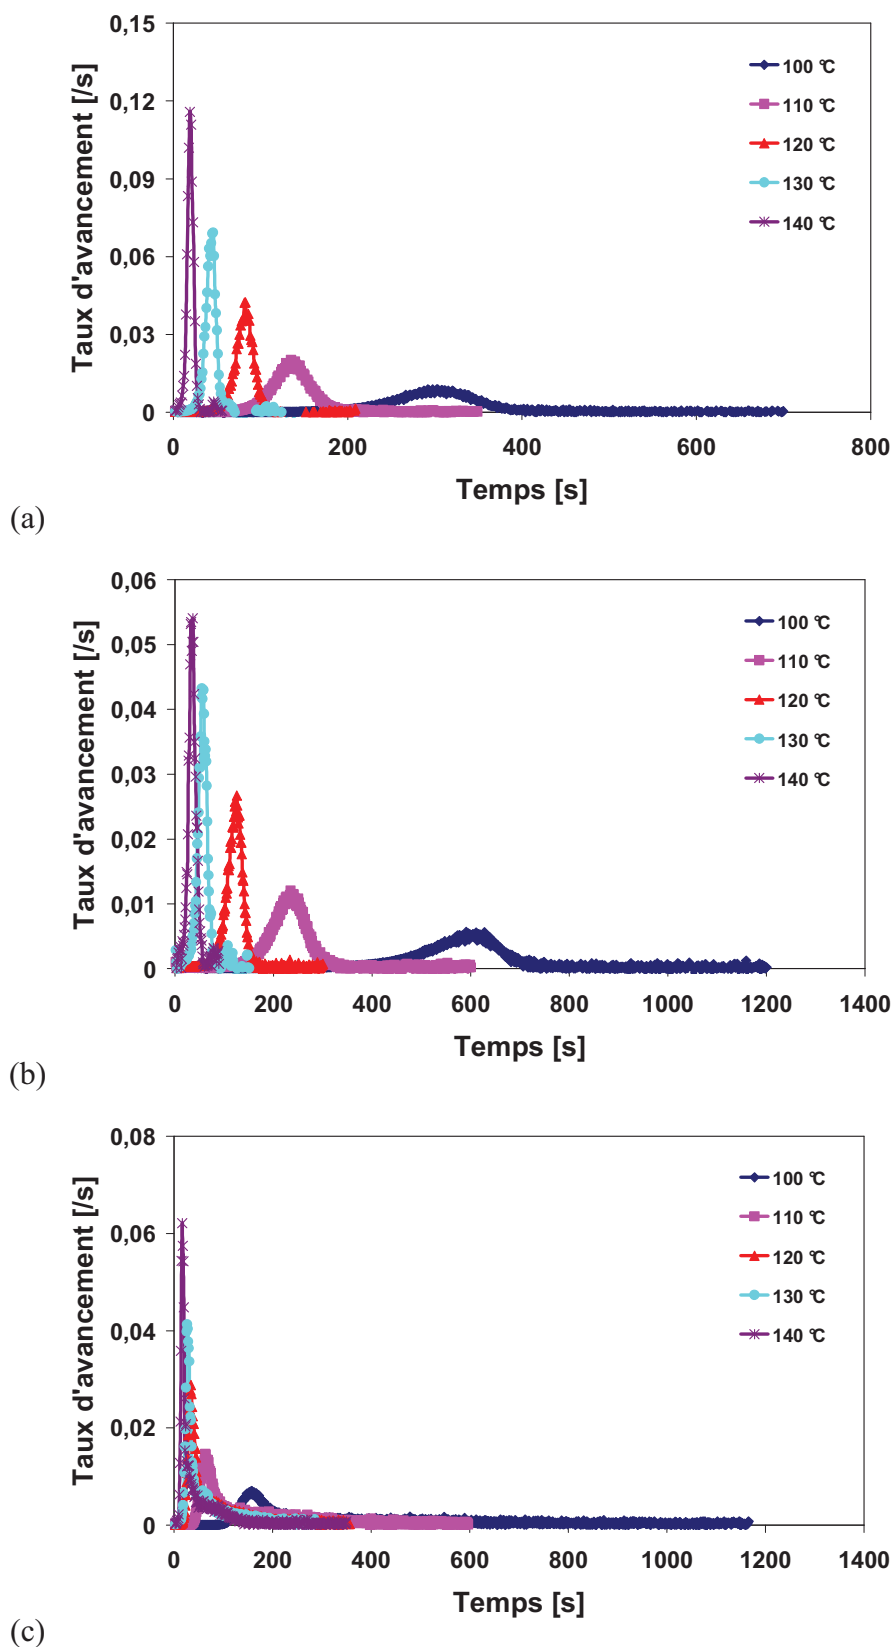 0,15
0,12
0,09
0,06
0,03
0
Taux d'avancement [/s]
100 °C
110 °C
120 °C
130 °C
140 °C
0 200 400 600 800
Temps [s]
(a)
0,06
0,05
0,04
0,03
0,02
0,01
0
Taux d'avancement [/s]
100 °C
110 °C
120 °C
130 °C
140 °C
0 200 400 600 800 1000 1200 1400
Temps [s]
(b)
0,08
0,06
0,04
0,02
0
Taux d'avancement [/s]
100 °C
110 °C
120 °C
130 °C
140 °C
0 200 400 600 800 1000 1200 1400
Temps [s]
(c)